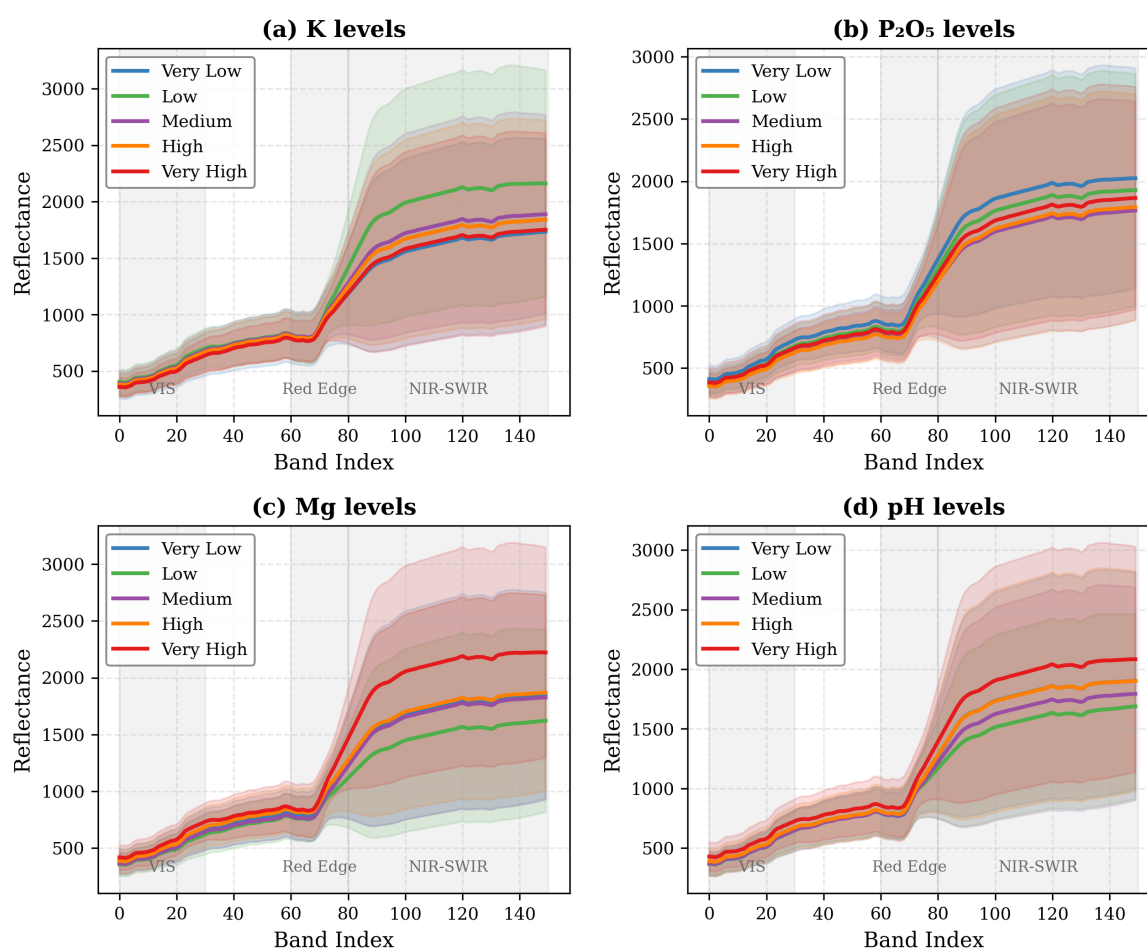 (a) K levels
Reflectance
3000
2500
2000
1500
1000
500
Very Low
Low
Medium
High
Very High
VIS
Red Edge
NIR-SWIR
0 20 40 60 80 100 120 140
Band Index
(b) P₂O₅ levels
Reflectance
3000
2500
2000
1500
1000
500
Very Low
Low
Medium
High
Very High
VIS
Red Edge
NIR-SWIR
0 20 40 60 80 100 120 140
Band Index
(c) Mg levels
Reflectance
3000
2500
2000
1500
1000
500
Very Low
Low
Medium
High
Very High
VIS
Red Edge
NIR-SWIR
0 20 40 60 80 100 120 140
Band Index
(d) pH levels
Reflectance
3000
2500
2000
1500
1000
500
Very Low
Low
Medium
High
Very High
VIS
Red Edge
NIR-SWIR
0 20 40 60 80 100 120 140
Band Index